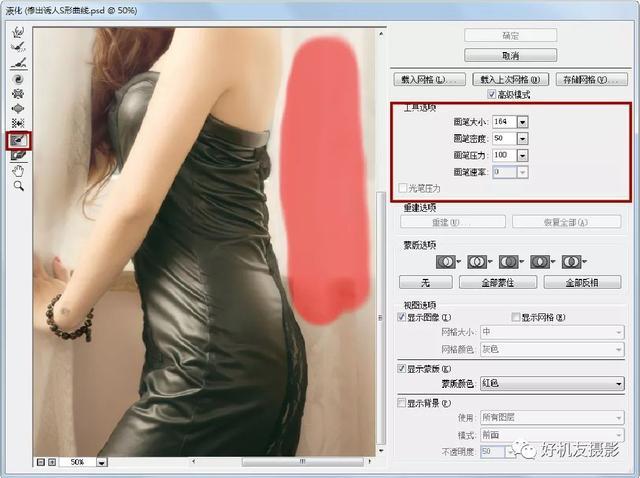 液化 (修出诱人S形曲线.psd @ 50%)
确定
取消
载入网格(L)...
载入上次网格(D)
存储网格(V)...
高级模式
工具选项
画笔大小: 164
画笔密度: 50
画笔压力: 100
画笔速率: 0
光笔压力
重建选项
重建(N)...
恢复全部(A)
蒙版选项
无
全部蒙住
全部反相
视图选项
显示图像(I)
显示网格(E)
网格大小: 中
网格颜色: 灰色
显示蒙版(K)
蒙版颜色: 红色
显示背景(P)
使用: 所有图层
模式: 前面
不透明度: 50
50%
好机友摄影